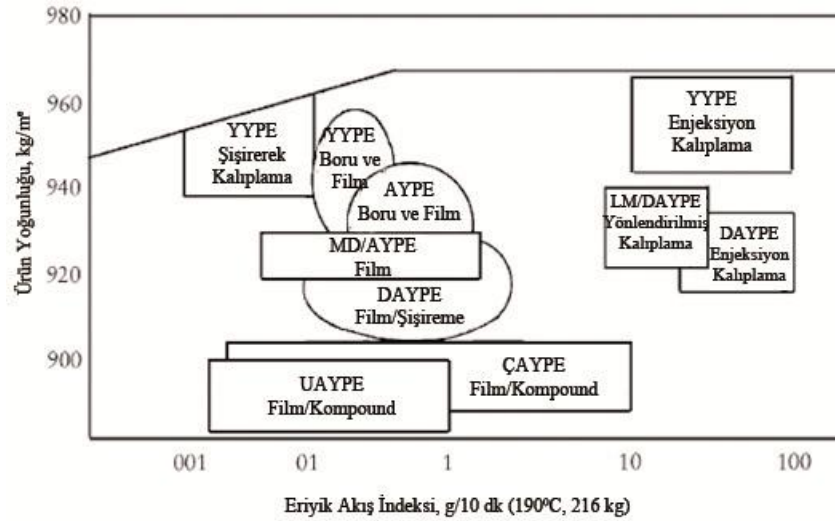 980
960
940
920
900
Ürün Yoğunluğu, kg/m³
YYPE
Şişirerek
Kalıplama
YYPE
Boru ve
Film
AYPE
Boru ve Film
MD/AYPE
Film
DAYPE
Film/Şişireme
UAYPE
Film/Kompound
ÇAYPE
Film/Kompound
YYPE
Enjeksiyon
Kalıplama
LM/DAYPE
Yönlendirilmiş
Kalıplama
DAYPE
Enjeksiyon
Kalıplama
001 01 1 10 100
Eriyik Akış İndeksi, g/10 dk (190⁰C, 216 kg)